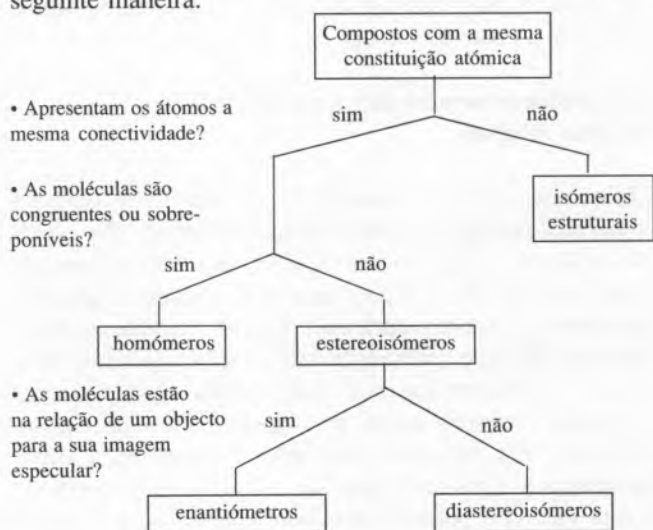 seguinte maneira:
Compostos com a mesma
constituição atómica
• Apresentam os átomos a
mesma conectividade?
sim
não
• As moléculas são
congruentes ou sobre-
poníveis?
isómeros
estruturais
sim
não
homómeros
estereoisómeros
• As moléculas estão
na relação de um objecto
para a sua imagem
especular?
sim
não
enantiómetros
diastereoisómeros